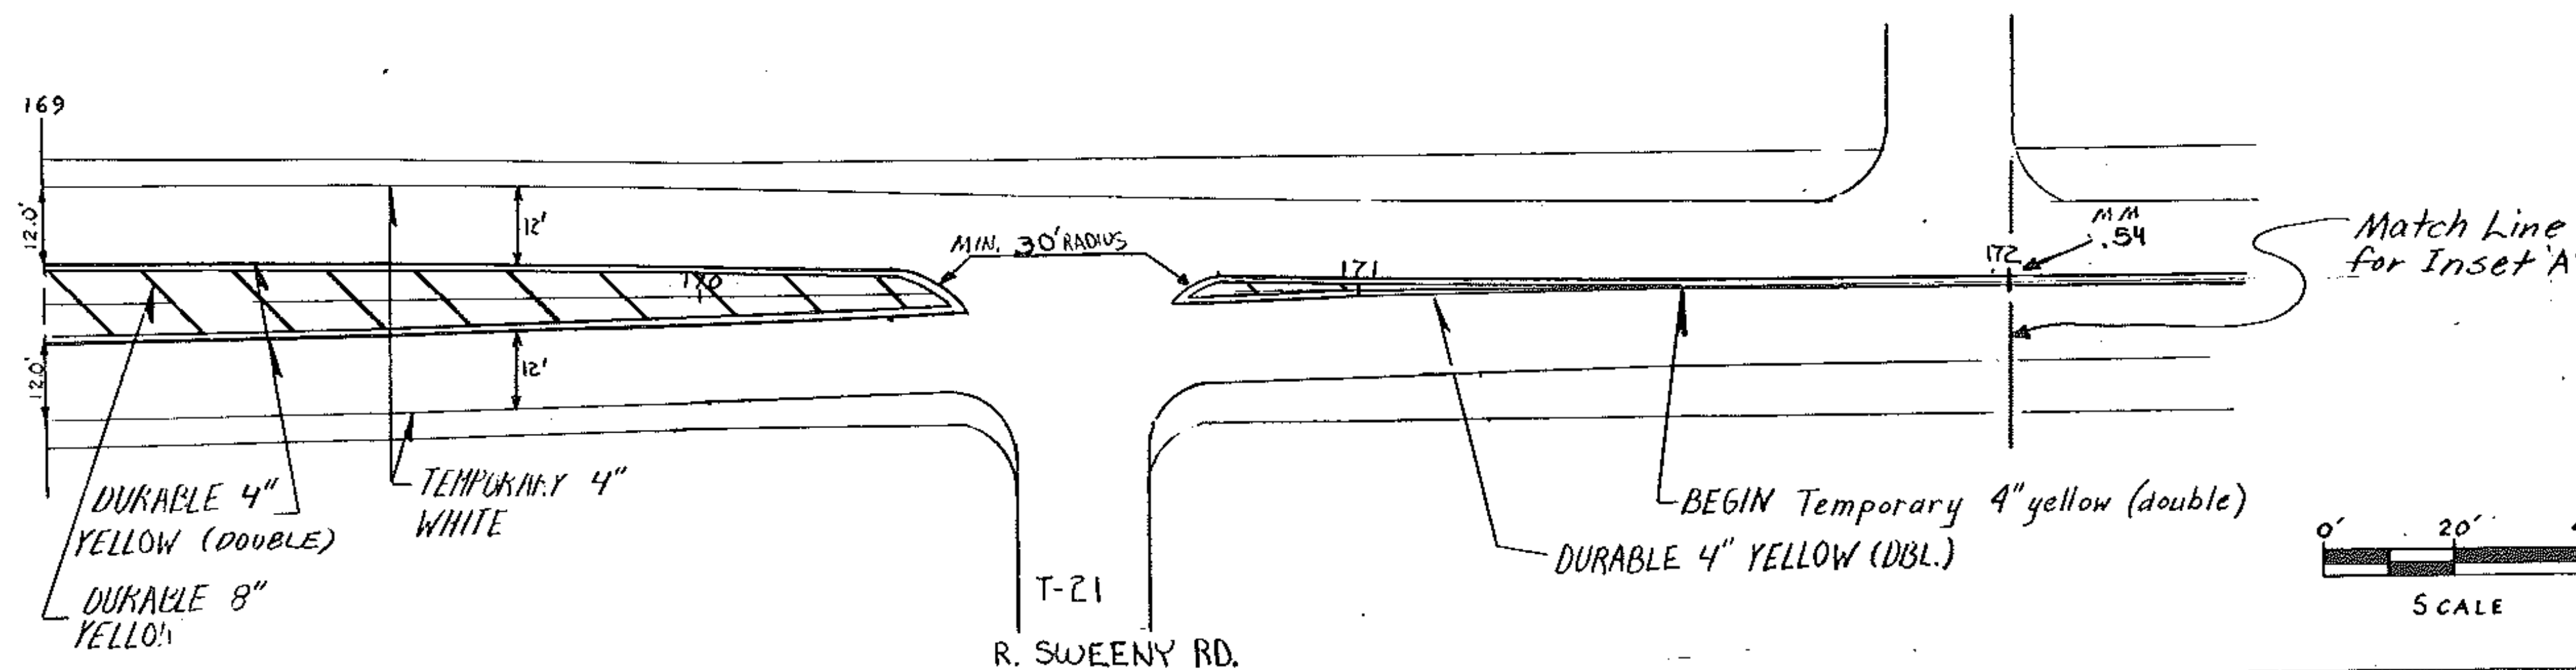 169
12.0'
12'
MIN. 30' RADIUS
170
171
172
MM
.54
Match Line
for Inset 'A'
12.0'
12'
DURABLE 4"
YELLOW (DOUBLE)
TEMPORARY 4"
WHITE
BEGIN Temporary 4" yellow (double)
DURABLE 4" YELLOW (DBL.)
DURABLE 8"
YELLOW
T-21
R. SWEENY RD.
0' 20'
SCALE